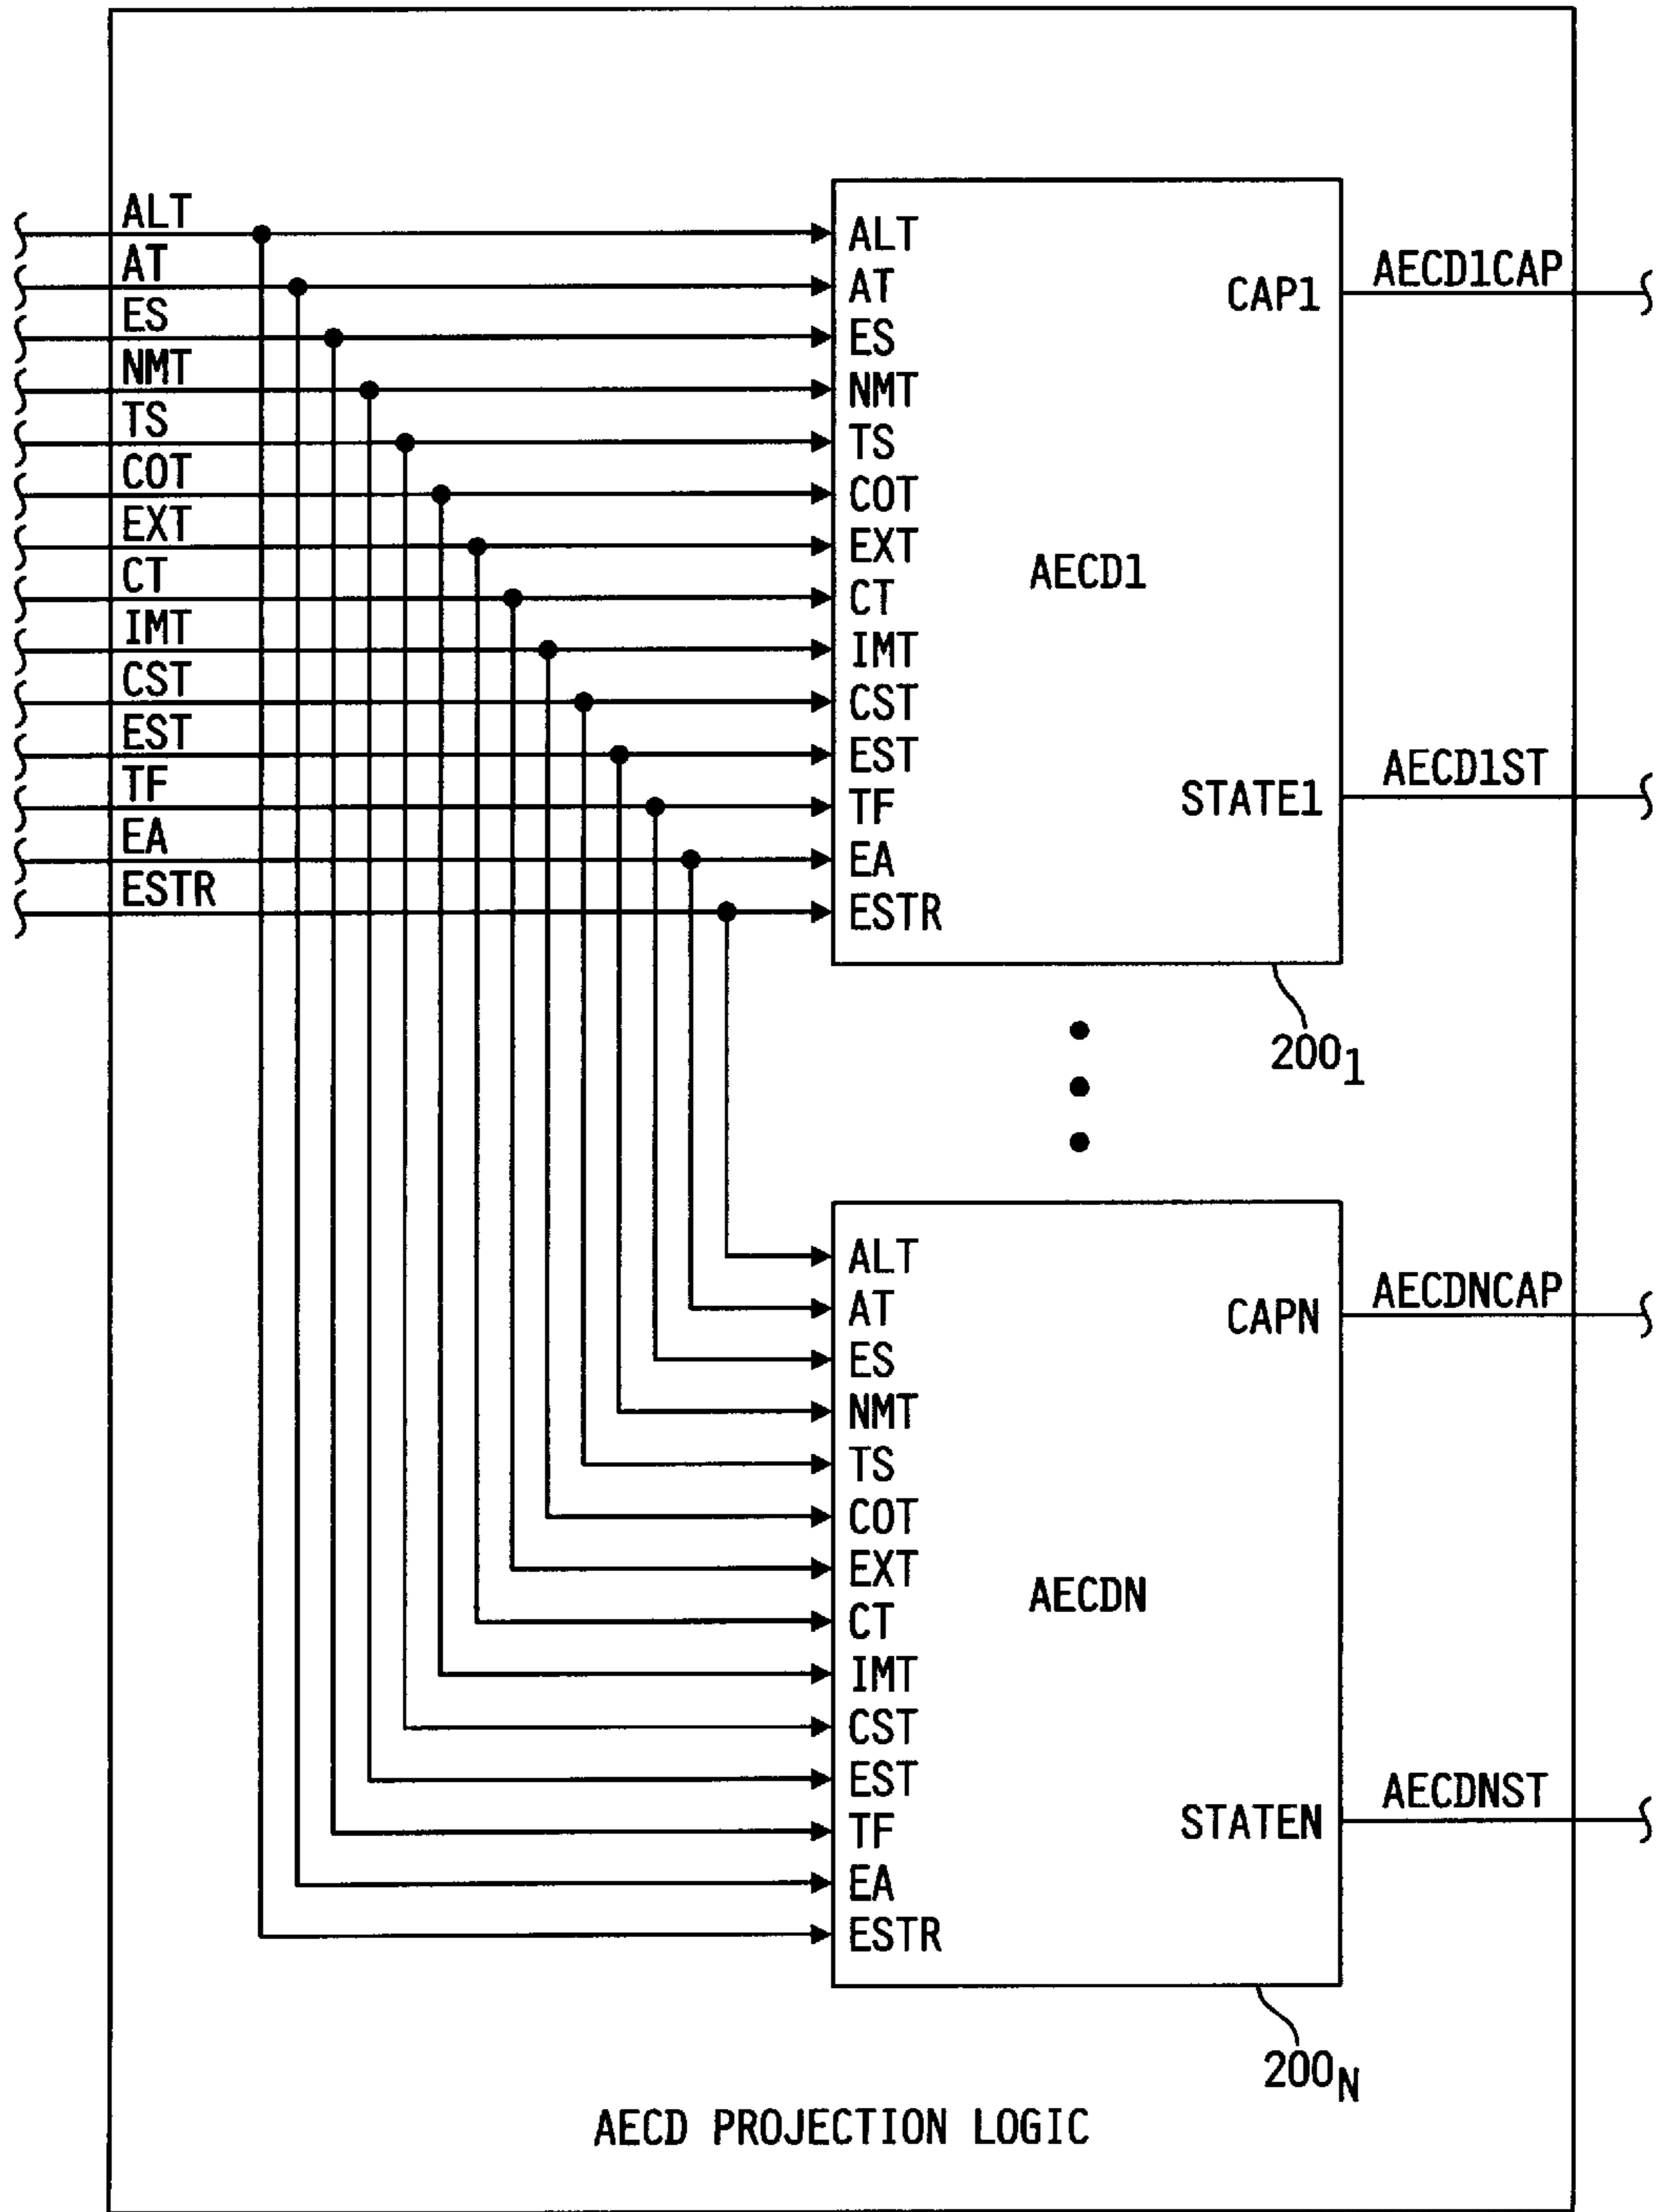 ALT
AT
ES
NMT
TS
COT
EXT
CT
IMT
CST
EST
TF
EA
ESTR
ALT
AT
ES
NMT
TS
COT
EXT
CT
IMT
CST
EST
TF
EA
ESTR
AECD1
CAP1
STATE1
AECD1CAP
AECD1ST
200₁
ALT
AT
ES
NMT
TS
COT
EXT
CT
IMT
CST
EST
TF
EA
ESTR
AECDN
CAPN
STATEN
AECDNCAP
AECDNST
200N
AECD PROJECTION LOGIC